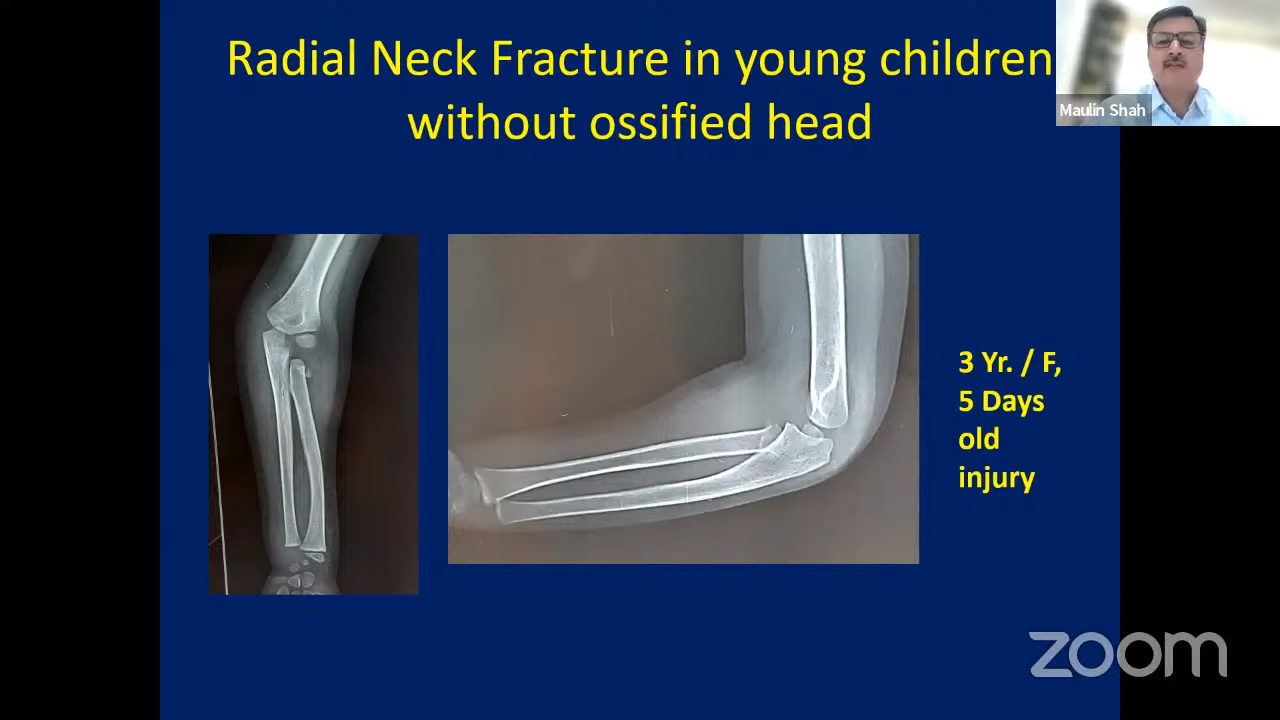 Radial Neck Fracture in young children
without ossified head
Maulin Shah
3 Yr. / F,
5 Days
old
injury
zoom